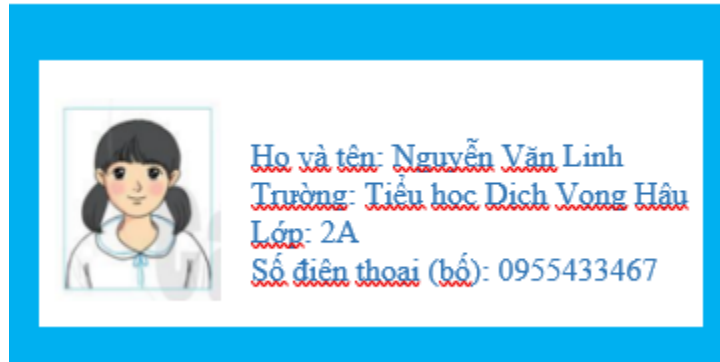 Họ và tên: Nguyễn Văn Linh
Trường: Tiểu học Dịch Vọng Hậu
Lớp: 2A
Số điện thoại (bố): 0955433467